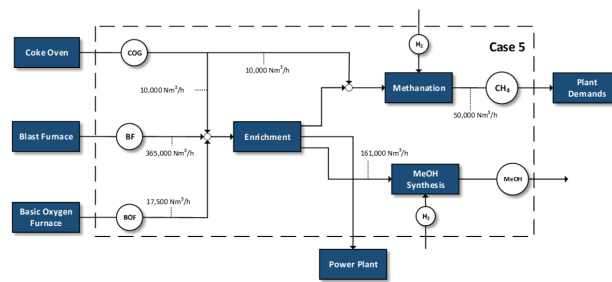 H₂
Case 5
Coke Oven
COG
10,000 Nm³/h
10,000 Nm³/h
Methanation
CH₄
50,000 Nm³/h
Plant
Demands
Blast Furnace
BF
365,000 Nm³/h
Enrichment
161,000 Nm³/h
MeOH
Synthesis
MeOH
17,500 Nm³/h
Basic Oxygen
Furnace
BOF
H₂
Power Plant